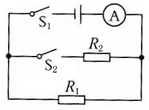 S₁ A
S₂ R₂
R₁